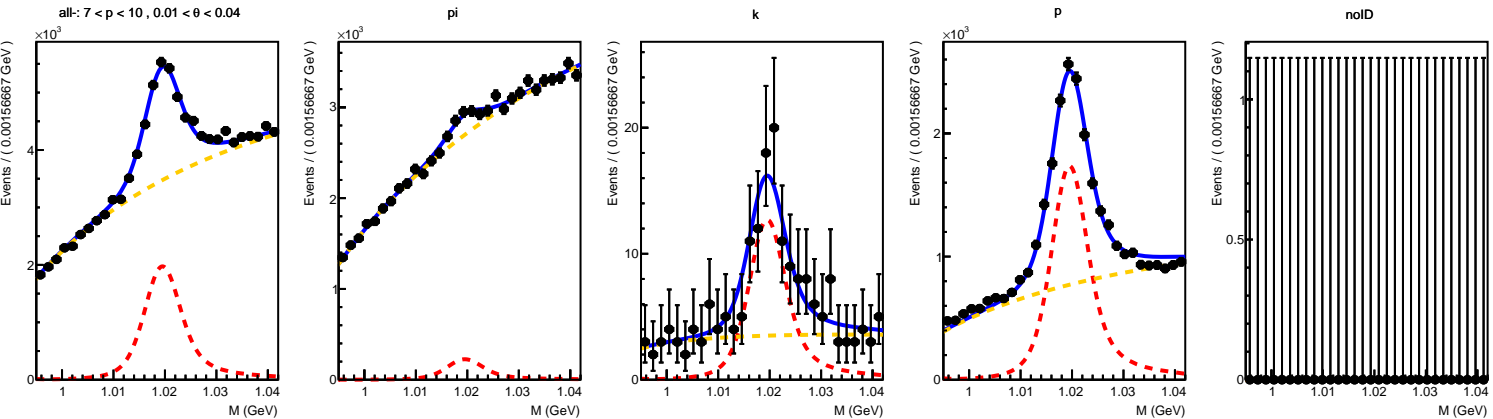 all-: 7 < p < 10 , 0.01 < θ < 0.04
×10³
Events / ( 0.00156667 GeV )
4
2
0
1
1.01
1.02
1.03
1.04
M (GeV)
pi
×10³
Events / ( 0.00156667 GeV )
3
2
1
0
1
1.01
1.02
1.03
1.04
M (GeV)
k
Events / ( 0.00156667 GeV )
20
10
0
1
1.01
1.02
1.03
1.04
M (GeV)
p
×10³
Events / ( 0.00156667 GeV )
2
1
0
1
1.01
1.02
1.03
1.04
M (GeV)
noID
Events / ( 0.00156667 GeV )
1
0.5
0
1
1.01
1.02
1.03
1.04
M (GeV)